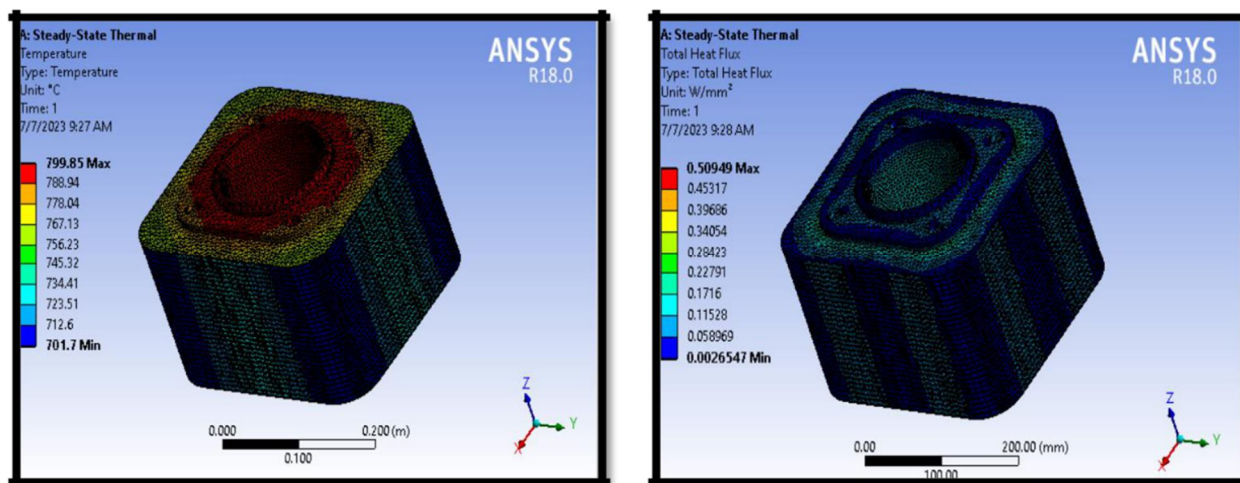 A: Steady-State Thermal
Temperature
Type: Temperature
Unit: °C
Time: 1
7/7/2023 9:27 AM
ANSYS
R18.0
799.85 Max
788.94
778.04
767.13
756.23
745.32
734.41
723.51
712.6
701.7 Min
0.000
0.200 (m)
0.100
Z
Y
X
A: Steady-State Thermal
Total Heat Flux
Type: Total Heat Flux
Unit: W/mm²
Time: 1
7/7/2023 9:28 AM
ANSYS
R18.0
0.50949 Max
0.45317
0.39686
0.34054
0.28423
0.22791
0.1716
0.11528
0.058969
0.0026547 Min
0.00
200.00 (mm)
100.00
Z
Y
X